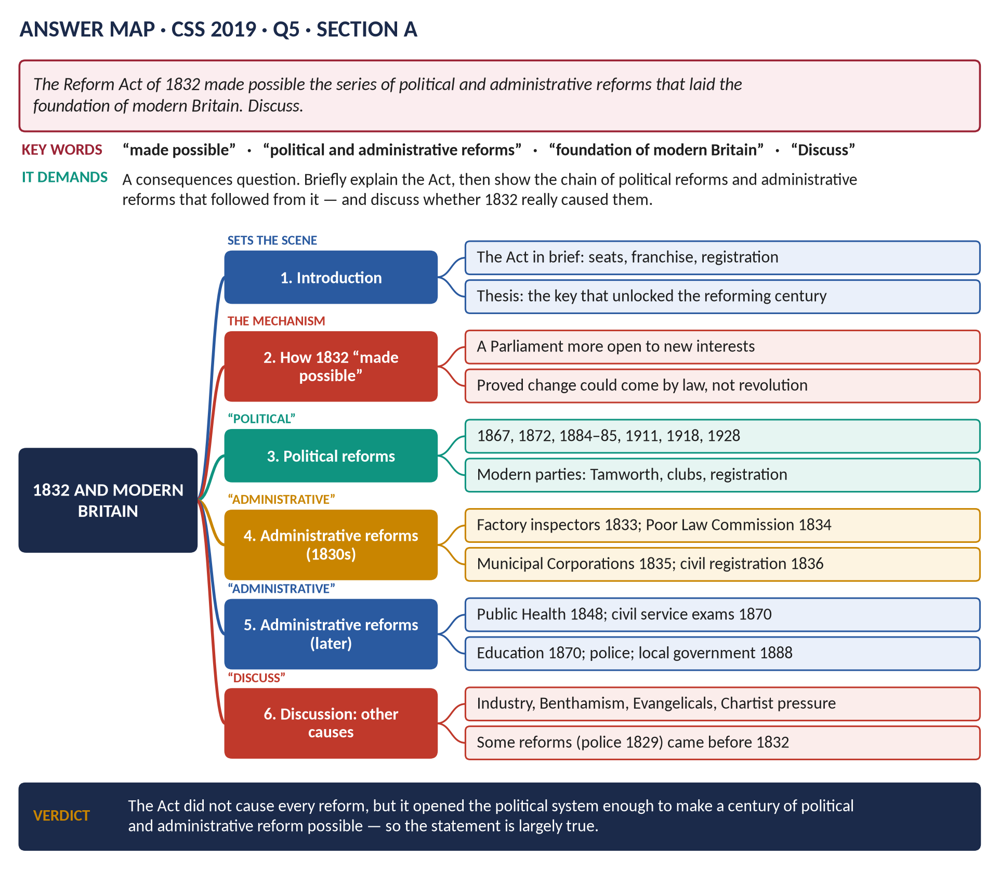 ANSWER MAP · CSS 2019 · Q5 · SECTION A
The Reform Act of 1832 made possible the series of political and administrative reforms that laid the
foundation of modern Britain. Discuss.
KEY WORDS “made possible” · “political and administrative reforms” · “foundation of modern Britain” · “Discuss”
IT DEMANDS A consequences question. Briefly explain the Act, then show the chain of political reforms and administrative
reforms that followed from it — and discuss whether 1832 really caused them.
1832 AND MODERN
BRITAIN
SETS THE SCENE
1. Introduction
The Act in brief: seats, franchise, registration
Thesis: the key that unlocked the reforming century
THE MECHANISM
2. How 1832 “made
possible”
A Parliament more open to new interests
Proved change could come by law, not revolution
“POLITICAL”
3. Political reforms
1867, 1872, 1884–85, 1911, 1918, 1928
Modern parties: Tamworth, clubs, registration
“ADMINISTRATIVE”
4. Administrative reforms
(1830s)
Factory inspectors 1833; Poor Law Commission 1834
Municipal Corporations 1835; civil registration 1836
“ADMINISTRATIVE”
5. Administrative reforms
(later)
Public Health 1848; civil service exams 1870
Education 1870; police; local government 1888
“DISCUSS”
6. Discussion: other
causes
Industry, Benthamism, Evangelicals, Chartist pressure
Some reforms (police 1829) came before 1832
VERDICT The Act did not cause every reform, but it opened the political system enough to make a century of political
and administrative reform possible — so the statement is largely true.